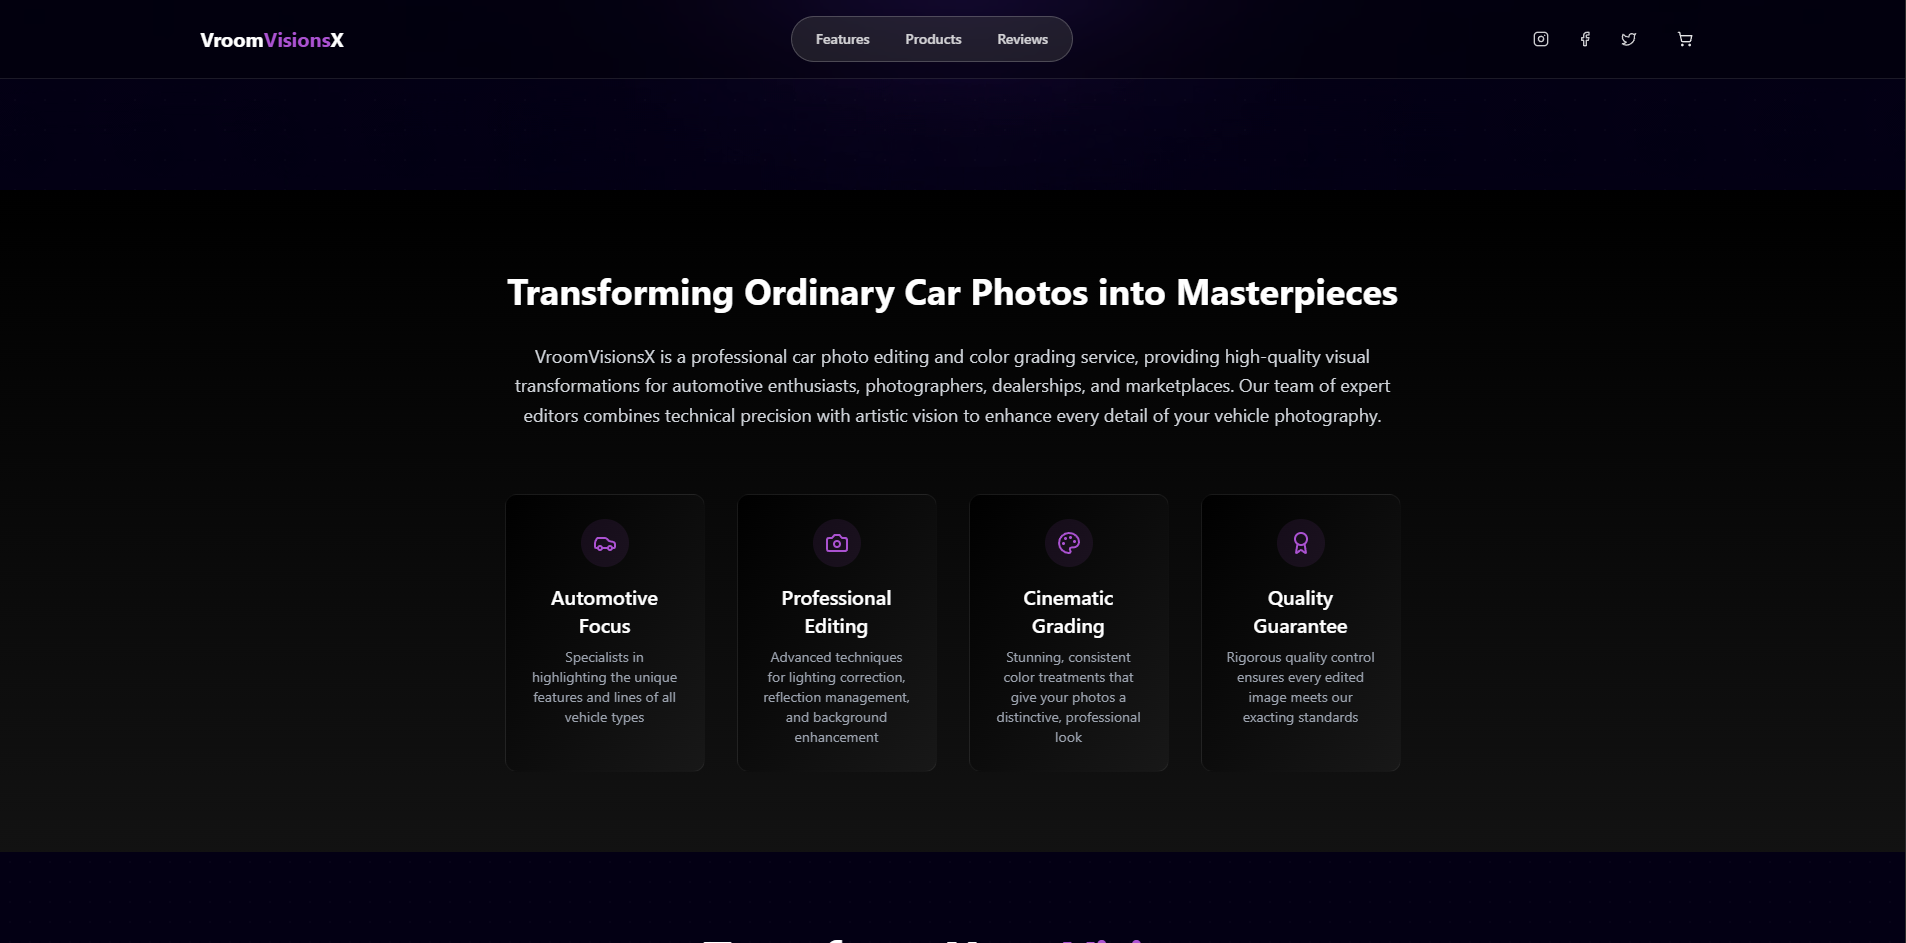 VroomVisionsX
Features Products Reviews
Transforming Ordinary Car Photos into Masterpieces
VroomVisionsX is a professional car photo editing and color grading service, providing high-quality visual
transformations for automotive enthusiasts, photographers, dealerships, and marketplaces. Our team of expert
editors combines technical precision with artistic vision to enhance every detail of your vehicle photography.
Automotive
Focus
Specialists in
highlighting the unique
features and lines of all
vehicle types
Professional
Editing
Advanced techniques
for lighting correction,
reflection management,
and background
enhancement
Cinematic
Grading
Stunning, consistent
color treatments that
give your photos a
distinctive, professional
look
Quality
Guarantee
Rigorous quality control
ensures every edited
image meets our
exacting standards